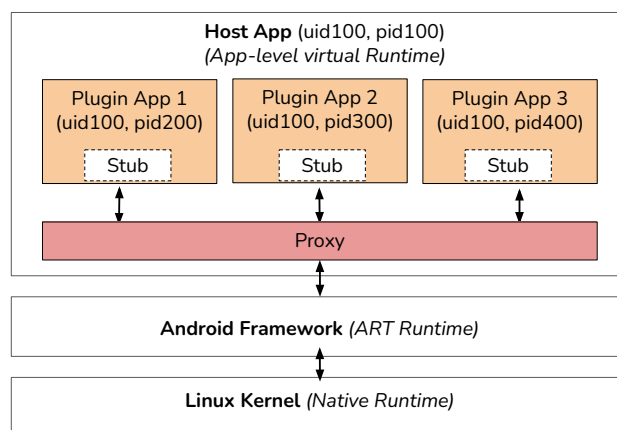 Host App (uid100, pid100)
(App-level virtual Runtime)
Plugin App 1
(uid100, pid200)
Stub
Plugin App 2
(uid100, pid300)
Stub
Plugin App 3
(uid100, pid400)
Stub
Proxy
Android Framework (ART Runtime)
Linux Kernel (Native Runtime)